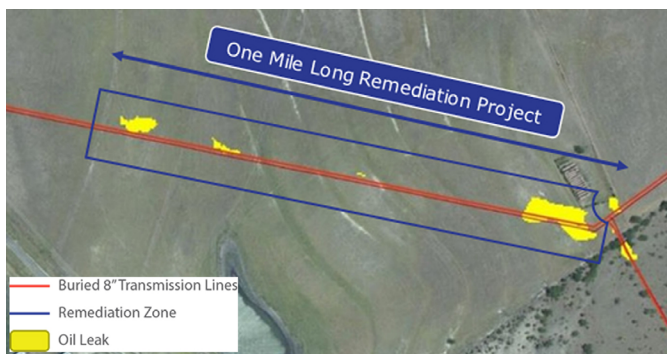 One Mile Long Remediation Project
Buried 8" Transmission Lines
Remediation Zone
Oil Leak